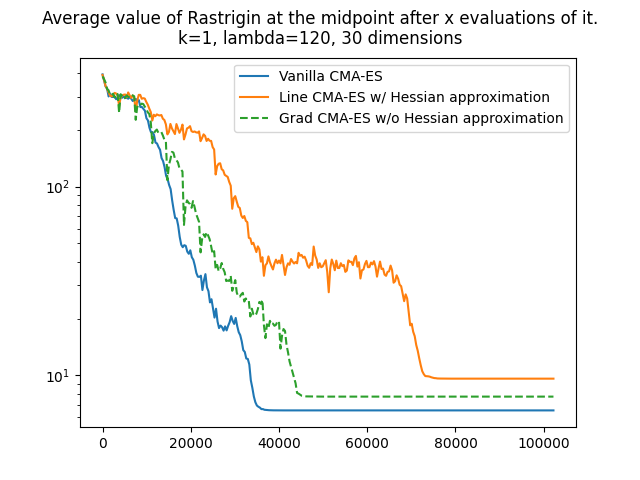 Average value of Rastrigin at the midpoint after x evaluations of it.
k=1, lambda=120, 30 dimensions
Vanilla CMA-ES
Line CMA-ES w/ Hessian approximation
Grad CMA-ES w/o Hessian approximation
10²
10¹
0 20000 40000 60000 80000 100000